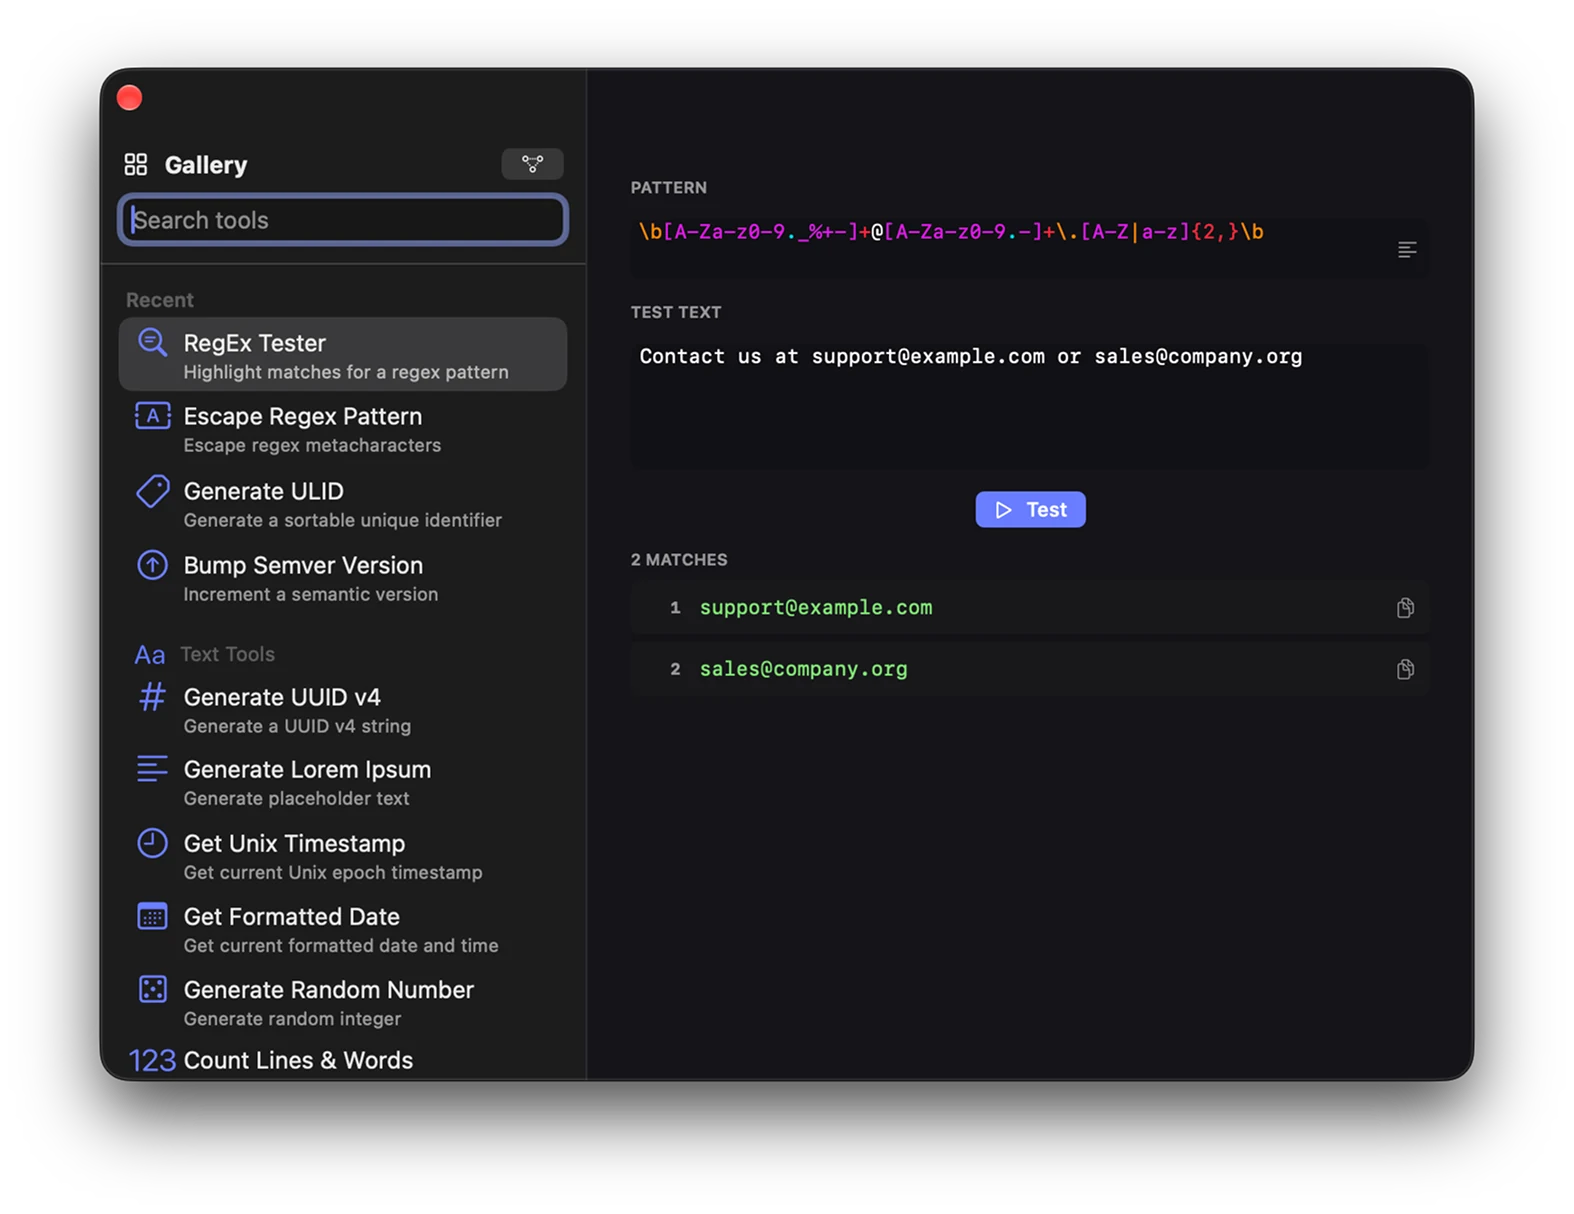 Gallery
Search tools
Recent
RegEx Tester
Highlight matches for a regex pattern
A
Escape Regex Pattern
Escape regex metacharacters
Generate ULID
Generate a sortable unique identifier
Bump Semver Version
Increment a semantic version
Aa Text Tools
# Generate UUID v4
Generate a UUID v4 string
Generate Lorem Ipsum
Generate placeholder text
Get Unix Timestamp
Get current Unix epoch timestamp
Get Formatted Date
Get current formatted date and time
Generate Random Number
Generate random integer
123 Count Lines & Words
PATTERN
\b[A-Za-z0-9._%+-]+@[A-Za-z0-9.-]+\.[A-Z|a-z]{2,}\b
TEST TEXT
Contact us at support@example.com or sales@company.org
Test
2 MATCHES
1 support@example.com
2 sales@company.org